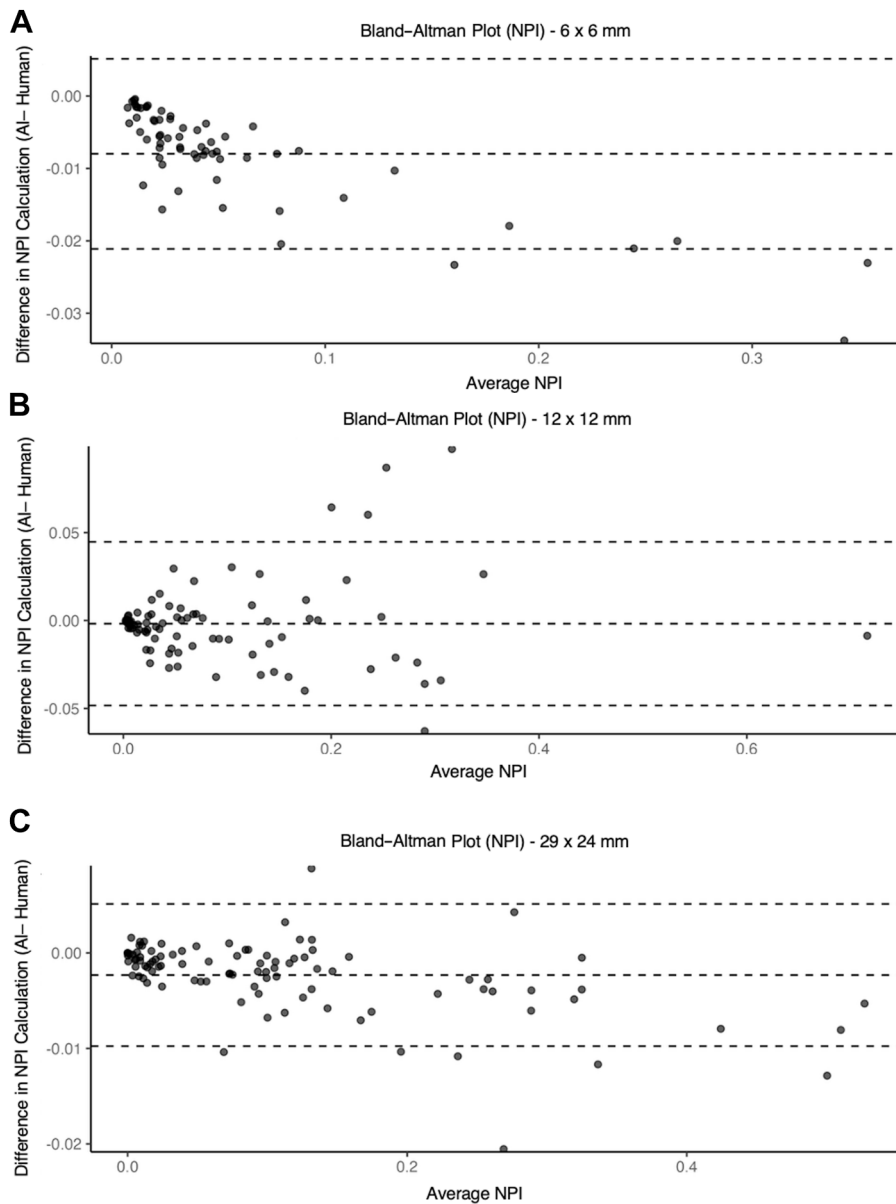 A
Bland–Altman Plot (NPI) - 6 x 6 mm
Difference in NPI Calculation (AI– Human)
0.00
-0.01
-0.02
-0.03
0.0 0.1 0.2 0.3
Average NPI
B
Bland–Altman Plot (NPI) - 12 x 12 mm
Difference in NPI Calculation (AI– Human)
0.05
0.00
-0.05
0.0 0.2 0.4 0.6
Average NPI
C
Bland–Altman Plot (NPI) - 29 x 24 mm
Difference in NPI Calculation (AI– Human)
0.00
-0.01
-0.02
0.0 0.2 0.4
Average NPI